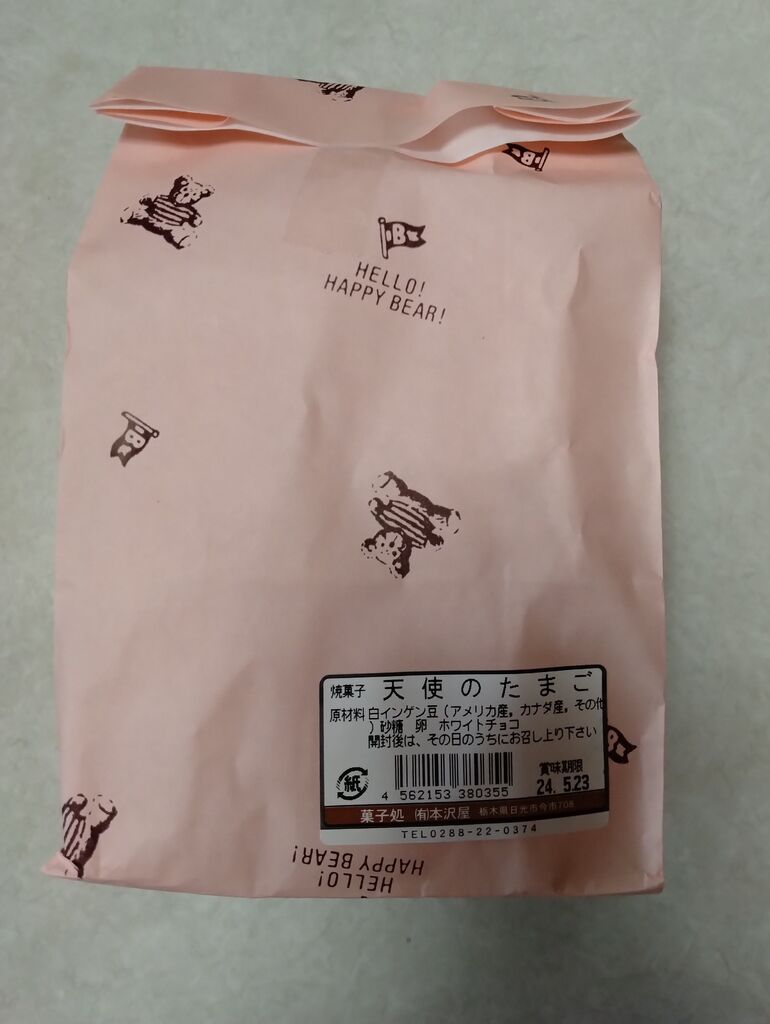 B
B
HELLO!
HAPPY BEAR!
B
焼菓子 天使のたまご
原材料 白インゲン豆(アメリカ産，カナダ産，その他
)砂糖 卵 ホワイトチョコ
開封後は、その日のうちにお召し上り下さい
賞味期限
紙
24. 5.23
4 562153 380355
菓子処 (有)本沢屋 栃木県日光市今市708
TEL0288-22-0374
HELLO!
HAPPY BEAR!